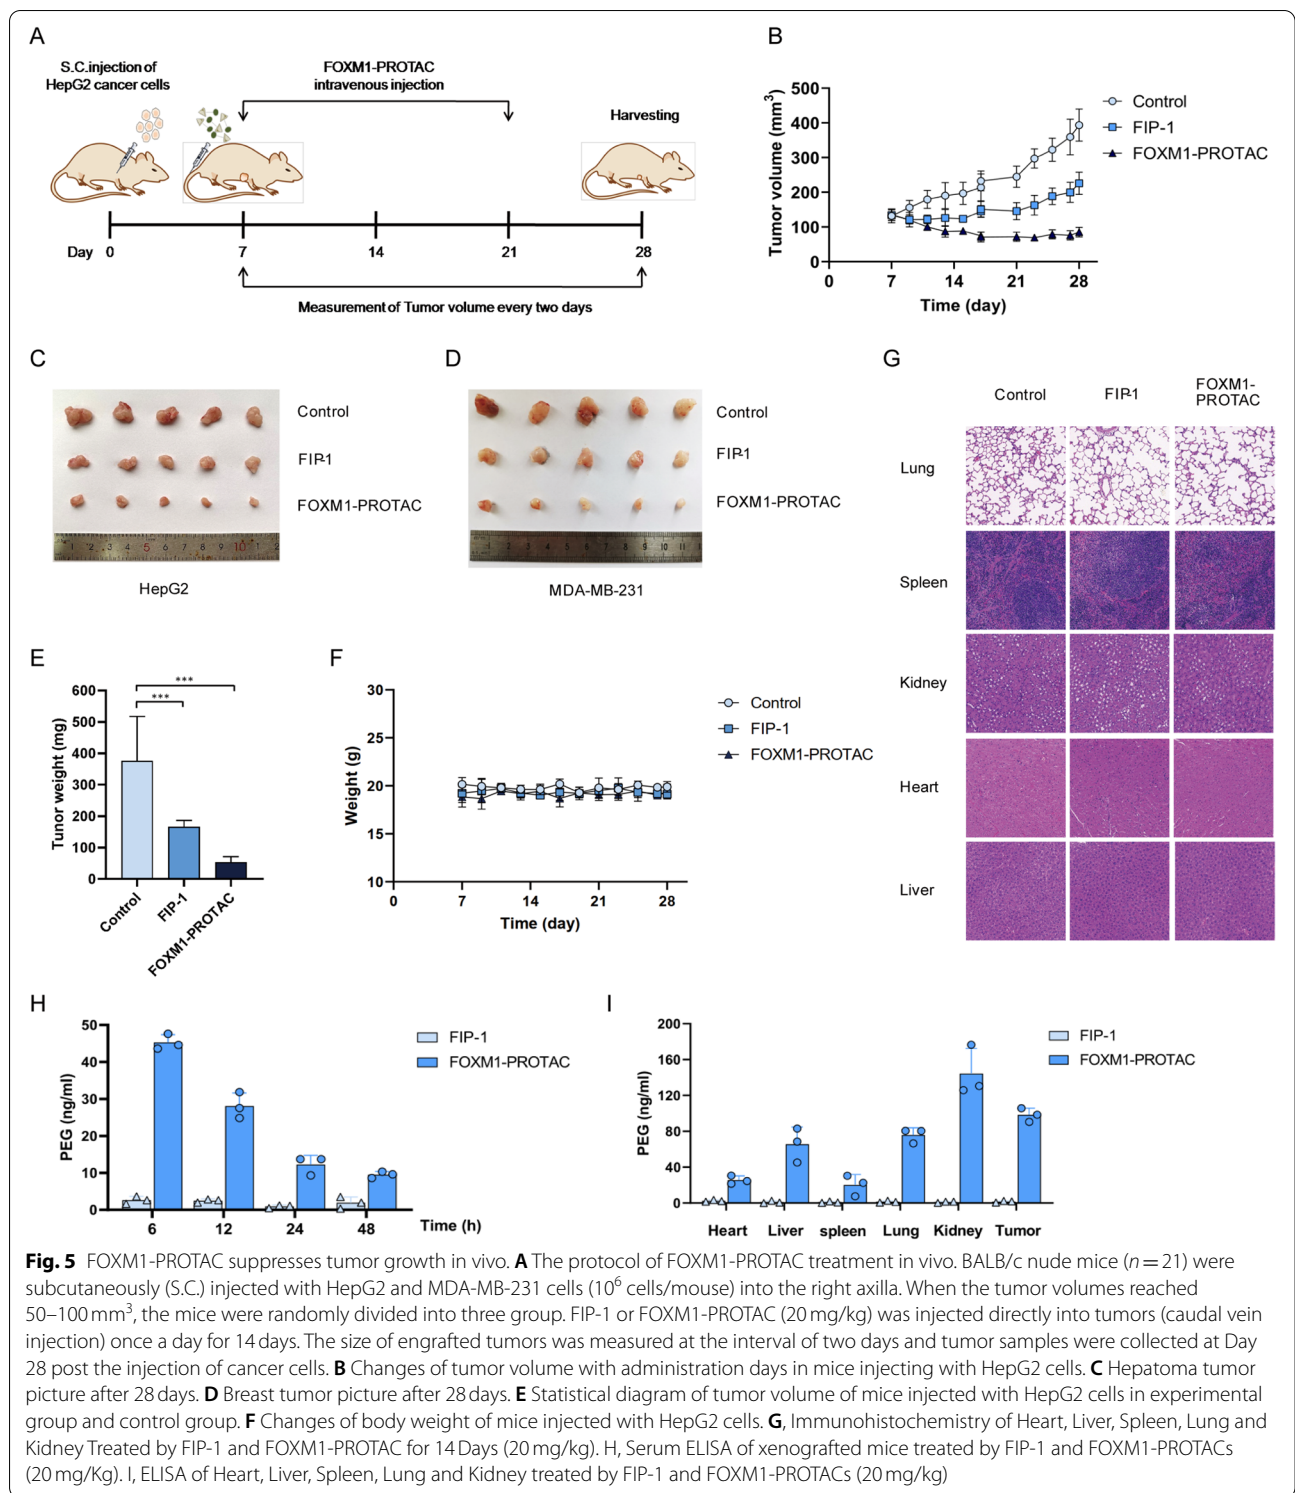 A
S.C.injection of
HepG2 cancer cells
FOXM1-PROTAC
intravenous injection
Harvesting
Day 0 7 14 21 28
Measurement of Tumor volume every two days
B
Tumor volume (mm³)
500
400
300
200
100
0
0 7 14 21 28
Time (day)
Control
FIP-1
FOXM1-PROTAC
C
Control
FIP-1
FOXM1-PROTAC
HepG2
D
Control
FIP-1
FOXM1-PROTAC
MDA-MB-231
G
Control FIP-1 FOXM1-
PROTAC
Lung
Spleen
Kidney
Heart
Liver
E
Tunor weight (mg)
600
500
400
300
200
100
0
***
***
Control
FIP-1
FOXM1-PROTAC
F
Weight (g)
30
25
20
15
10
0 7 14 21 28
Time (day)
Control
FIP-1
FOXM1-PROTAC
H
PEG (ng/ml)
50
40
30
20
10
0
6 12 24 48 Time (h)
FIP-1
FOXM1-PROTAC
I
PEG (ng/ml)
200
160
120
80
40
0
Heart Liver spleen Lung Kidney Tumor
FIP-1
FOXM1-PROTAC
Fig. 5 FOXM1-PROTAC suppresses tumor growth in vivo. A The protocol of FOXM1-PROTAC treatment in vivo. BALB/c nude mice (n = 21) were
subcutaneously (S.C.) injected with HepG2 and MDA-MB-231 cells (10⁶ cells/mouse) into the right axilla. When the tumor volumes reached
50–100 mm³, the mice were randomly divided into three group. FIP-1 or FOXM1-PROTAC (20 mg/kg) was injected directly into tumors (caudal vein
injection) once a day for 14 days. The size of engrafted tumors was measured at the interval of two days and tumor samples were collected at Day
28 post the injection of cancer cells. B Changes of tumor volume with administration days in mice injecting with HepG2 cells. C Hepatoma tumor
picture after 28 days. D Breast tumor picture after 28 days. E Statistical diagram of tumor volume of mice injected with HepG2 cells in experimental
group and control group. F Changes of body weight of mice injected with HepG2 cells. G, Immunohistochemistry of Heart, Liver, Spleen, Lung and
Kidney Treated by FIP-1 and FOXM1-PROTAC for 14 Days (20 mg/kg). H, Serum ELISA of xenografted mice treated by FIP-1 and FOXM1-PROTACs
(20 mg/Kg). I, ELISA of Heart, Liver, Spleen, Lung and Kidney treated by FIP-1 and FOXM1-PROTACs (20 mg/kg)